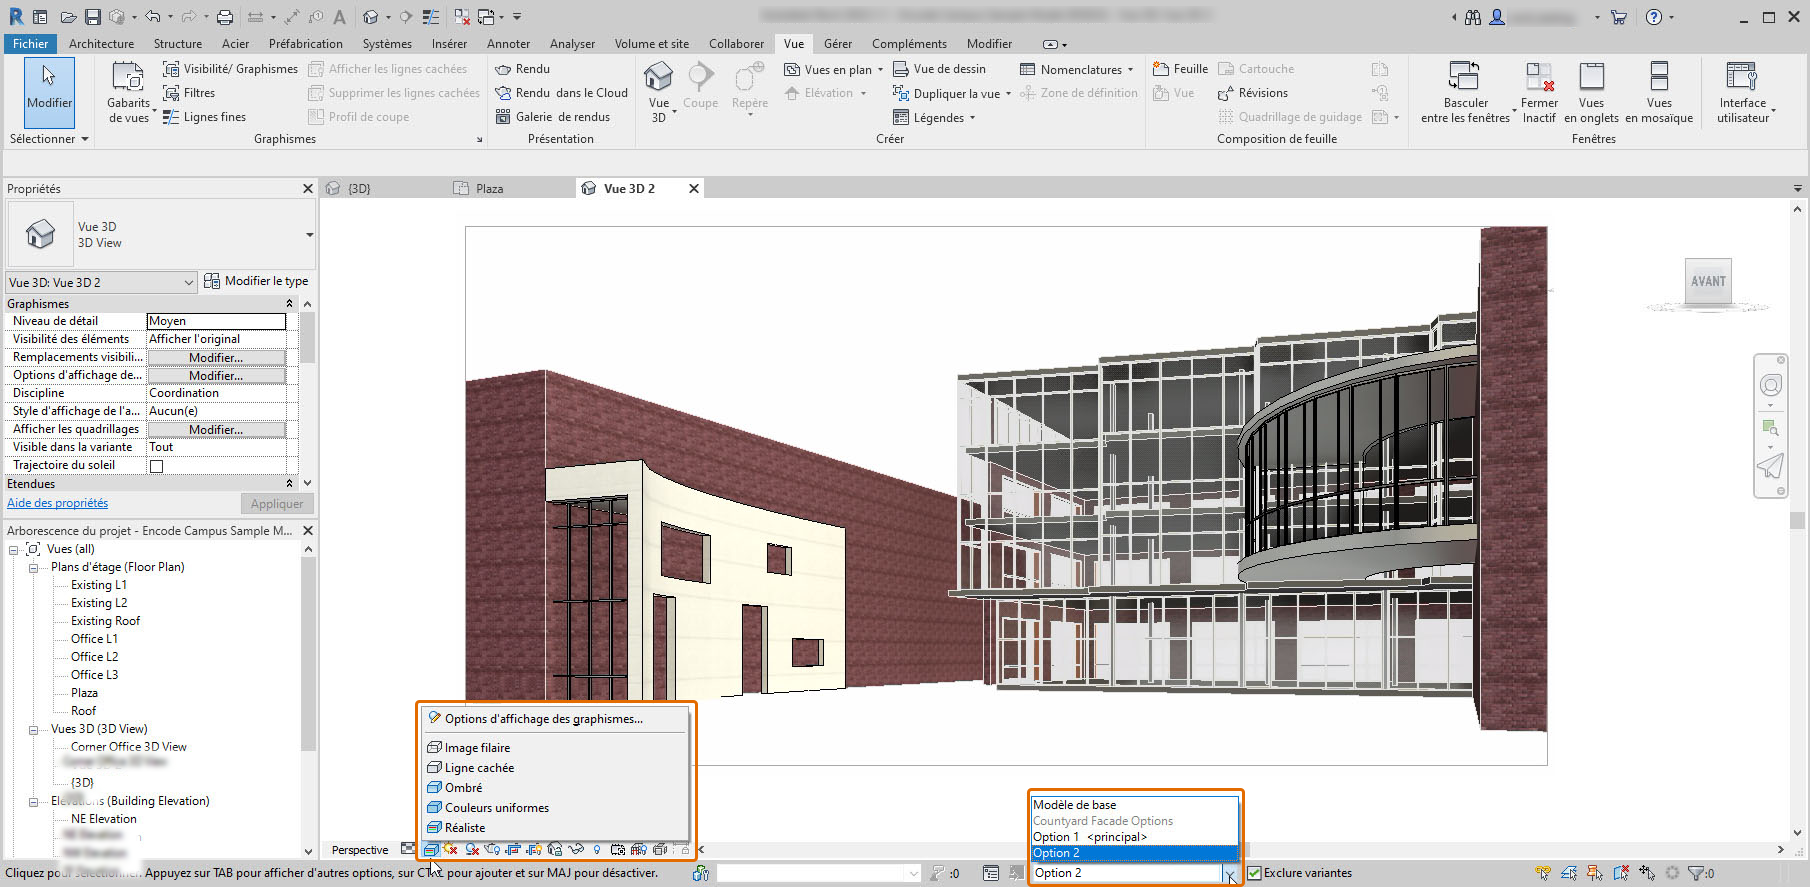 Fichier Architecture Structure Acier Préfabrication Systèmes Insérer Annoter Analyser Volume et site Collaborer Vue Gérer Compléments Modifier
Modifier
Sélectionner
Gabarits
de vues
Visibilité/ Graphismes
Filtres
Lignes fines
Afficher les lignes cachées
Supprimer les lignes cachées
Profil de coupe
Graphismes
Rendu
Rendu dans le Cloud
Galerie de rendus
Présentation
Vue
3D
Coupe
Repère
Vues en plan
Elévation
Vue de dessin
Dupliquer la vue
Légendes
Nomenclatures
Zone de définition
Créer
Feuille
Vue
Cartouche
Révisions
Quadrillage de guidage
Composition de feuille
Basculer
entre les fenêtres
Fermer
Inactif
Vues
en onglets
Vues
en mosaïque
Fenêtres
Interface
utilisateur
Propriétés
Vue 3D
3D View
Vue 3D: Vue 3D 2
Modifier le type
Graphismes
Niveau de détail Moyen
Visibilité des éléments Afficher l'original
Remplacements visibili... Modifier...
Options d'affichage de... Modifier...
Discipline Coordination
Style d'affichage de l'a... Aucun(e)
Afficher les quadrillages Modifier...
Visible dans la variante Tout
Trajectoire du soleil
Etendues
Aide des propriétés Appliquer
Arborescence du projet - Encode Campus Sample M...
Vues (all)
Plans d'étage (Floor Plan)
Existing L1
Existing L2
Existing Roof
Office L1
Office L2
Office L3
Plaza
Roof
Vues 3D (3D View)
Corner Office 3D View
{3D}
Elevations (Building Elevation)
NE Elevation
{3D} Plaza Vue 3D 2
AVANT
Options d'affichage des graphismes...
Image filaire
Ligne cachée
Ombré
Couleurs uniformes
Réaliste
Perspective
Modèle de base
Countyard Facade Options
Option 1 <principal>
Option 2
Option 2
Exclure variantes
:0
:0
Cliquez pour sélectionner. Appuyez sur TAB pour afficher d'autres options, sur CTRL pour ajouter et sur MAJ pour désactiver.